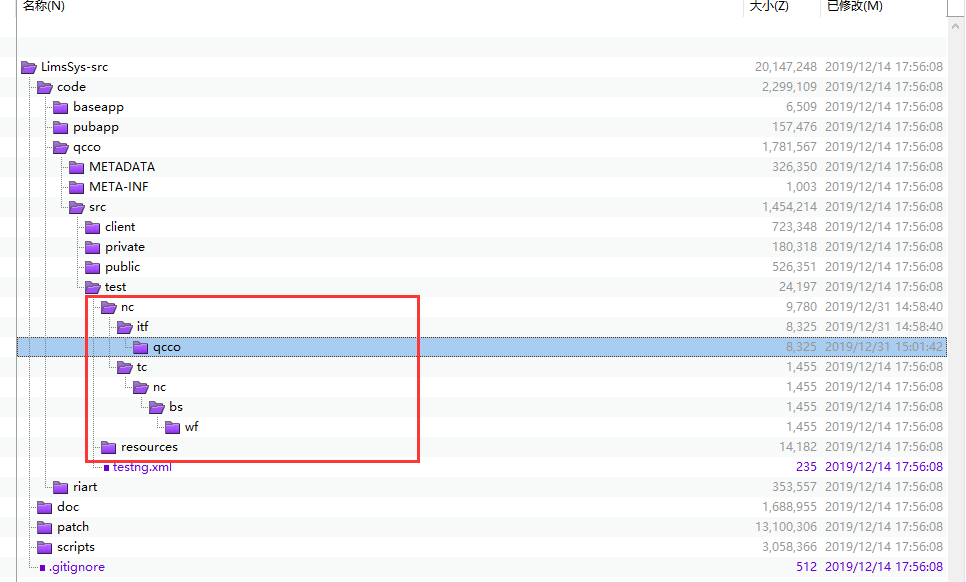 名称(N) 大小(Z) 已修改(M)
LimsSys-src 20,147,248 2019/12/14 17:56:08
code 2,299,109 2019/12/14 17:56:08
baseapp 6,509 2019/12/14 17:56:08
pubapp 157,476 2019/12/14 17:56:08
qcco 1,781,567 2019/12/14 17:56:08
METADATA 326,350 2019/12/14 17:56:08
META-INF 1,003 2019/12/14 17:56:08
src 1,454,214 2019/12/14 17:56:08
client 723,348 2019/12/14 17:56:08
private 180,318 2019/12/14 17:56:08
public 526,351 2019/12/14 17:56:08
test 24,197 2019/12/14 17:56:08
nc 9,780 2019/12/31 14:58:40
itf 8,325 2019/12/31 14:58:40
qcco 8,325 2019/12/31 15:01:42
tc 1,455 2019/12/14 17:56:08
nc 1,455 2019/12/14 17:56:08
bs 1,455 2019/12/14 17:56:08
wf 1,455 2019/12/14 17:56:08
resources 14,182 2019/12/14 17:56:08
testng.xml 235 2019/12/14 17:56:08
riart 353,557 2019/12/14 17:56:08
doc 1,688,955 2019/12/14 17:56:08
patch 13,100,306 2019/12/14 17:56:08
scripts 3,058,366 2019/12/14 17:56:08
.gitignore 512 2019/12/14 17:56:08